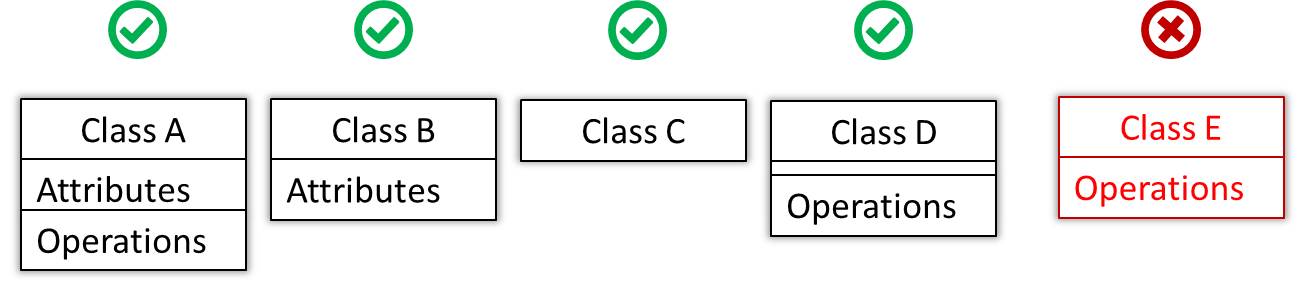 Class A
Attributes
Operations
Class B
Attributes
Class C
Class D
Operations
Class E
Operations